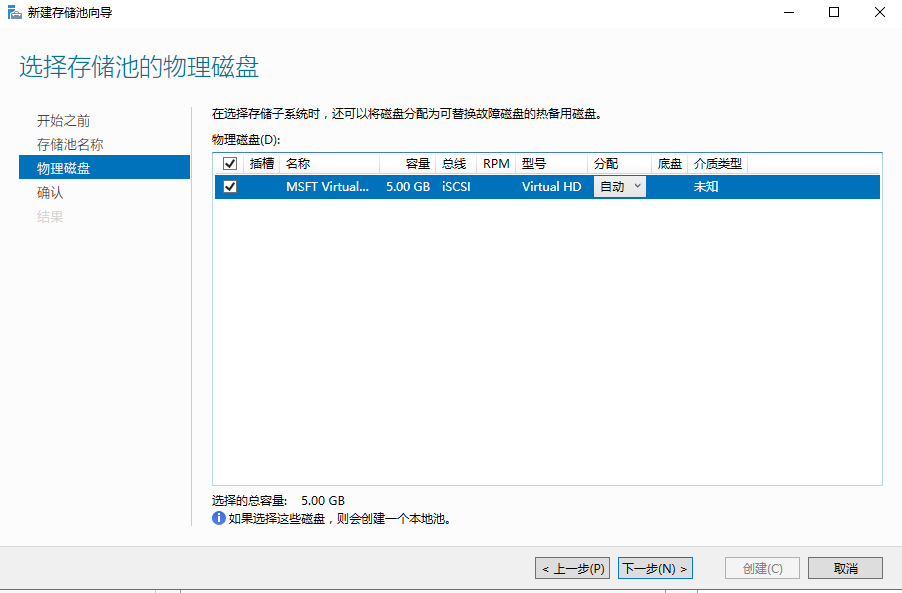 新建存储池向导
选择存储池的物理磁盘
开始之前
存储池名称
物理磁盘
确认
结果
在选择存储子系统时，还可以将磁盘分配为可替换故障磁盘的热备用磁盘。
物理磁盘(D):
插槽 名称 容量 总线 RPM 型号 分配 底盘 介质类型
MSFT Virtual... 5.00 GB iSCSI Virtual HD 自动 未知
选择的总容量: 5.00 GB
如果选择这些磁盘，则会创建一个本地池。
< 上一步(P) 下一步(N) > 创建(C) 取消